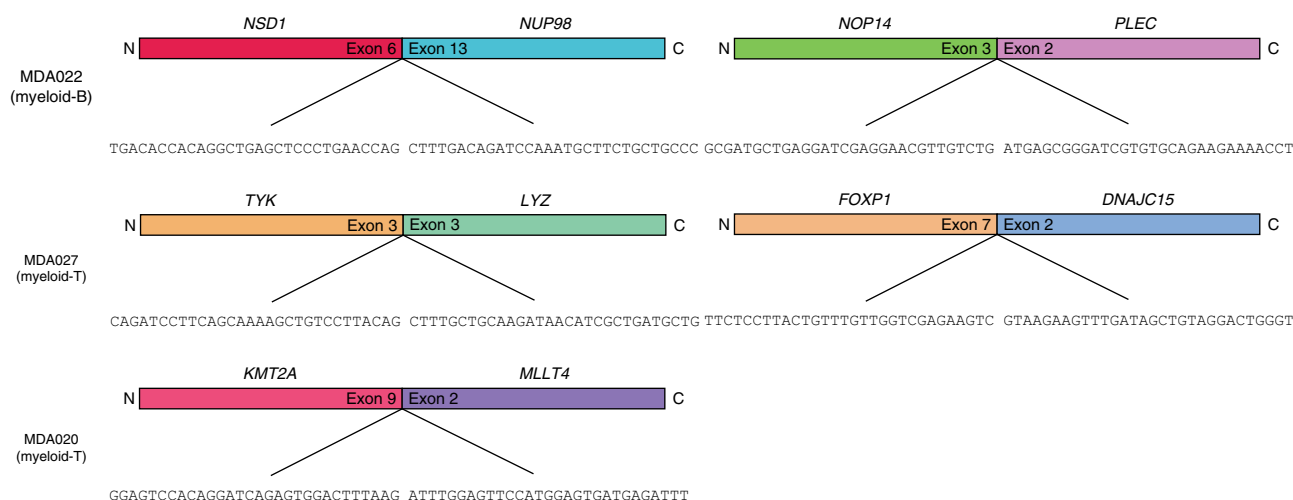 NSD1 NUP98 NOP14 PLEC
N Exon 6 Exon 13 C N Exon 3 Exon 2 C
MDA022
(myeloid-B)
TGACACCACAGGCTGAGCTCCCTGAACCAG CTTTGACAGATCCAAATGCTTCTGCTGCCC GCGATGCTGAGGATCGAGGAACGTTGTCTG ATGAGCGGGATCGTGTGCAGAAGAAAACCT
TYK LYZ FOXP1 DNAJC15
N Exon 3 Exon 3 C N Exon 7 Exon 2 C
MDA027
(myeloid-T)
CAGATCCTTCAGCAAAAGCTGTCCTTACAG CTTTGCTGCAAGATAACATCGCTGATGCTG TTCTCCTTACTGTTTGTTGGTCGAGAAGTC GTAAGAAGTTTGATAGCTGTAGGACTGGGT
KMT2A MLLT4
N Exon 9 Exon 2 C
MDA020
(myeloid-T)
GGAGTCCACAGGATCAGAGTGGACTTTAAG ATTTGGAGTTCCATGGAGTGATGAGATTT